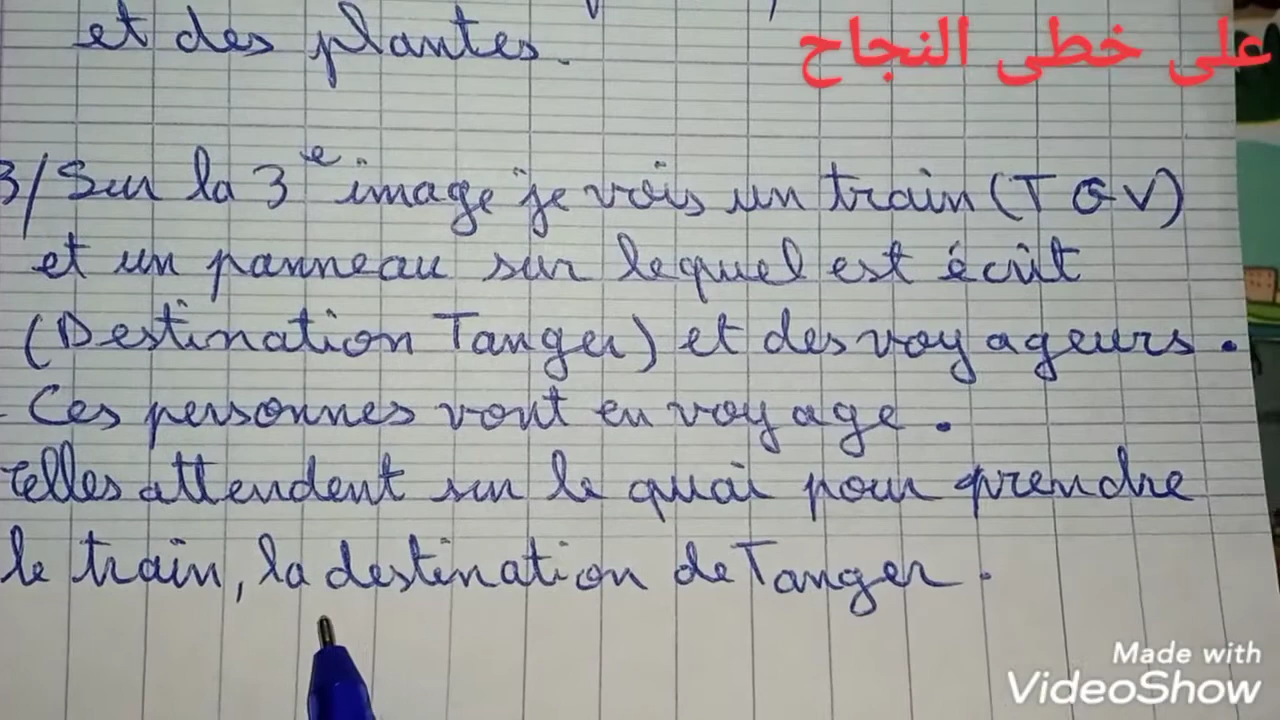 et des plantes.
على خطى النجاح
3/ Sur la 3e image je vois un train (TGV)
et un panneau sur lequel est écrit
(Destination Tanger) et des voyageurs.
- Ces personnes vont en voyage.
elles attendent sur le quai pour prendre
le train, la destination de Tanger.
Made with
VideoShow